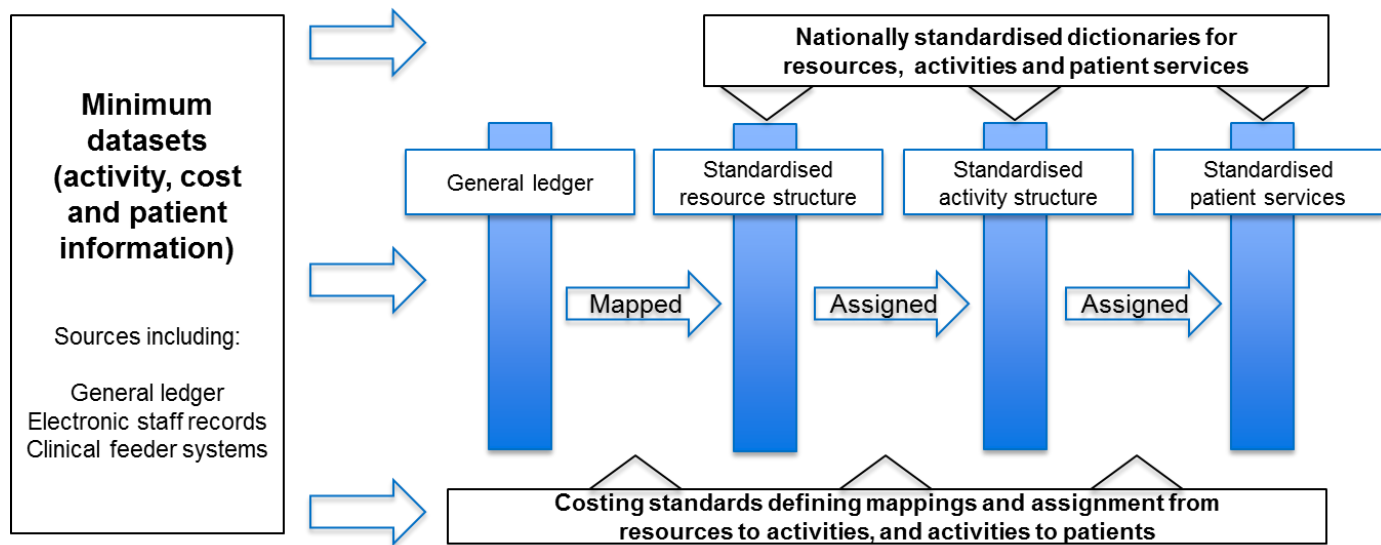 Minimum
datasets
(activity, cost
and patient
information)
Sources including:
General ledger
Electronic staff records
Clinical feeder systems
Nationally standardised dictionaries for
resources, activities and patient services
General ledger
Standardised
resource structure
Standardised
activity structure
Standardised
patient services
Mapped
Assigned
Assigned
Costing standards defining mappings and assignment from
resources to activities, and activities to patients